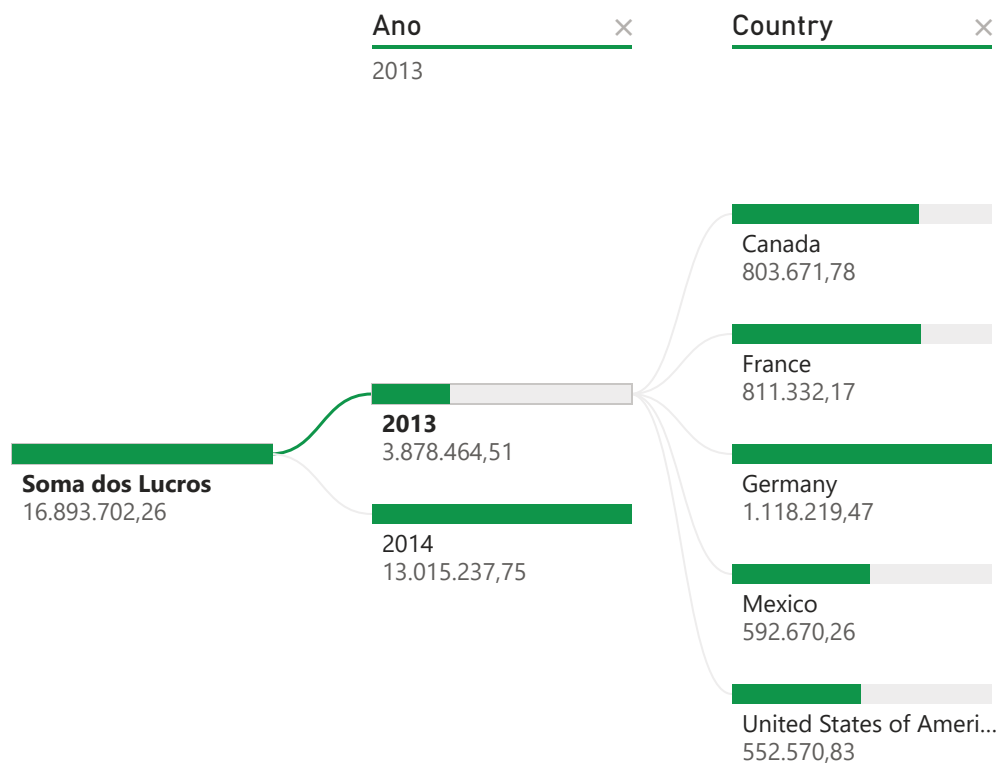 Ano
2013
Country
Soma dos Lucros
16.893.702,26
2013
3.878.464,51
2014
13.015.237,75
Canada
803.671,78
France
811.332,17
Germany
1.118.219,47
Mexico
592.670,26
United States of Ameri...
552.570,83